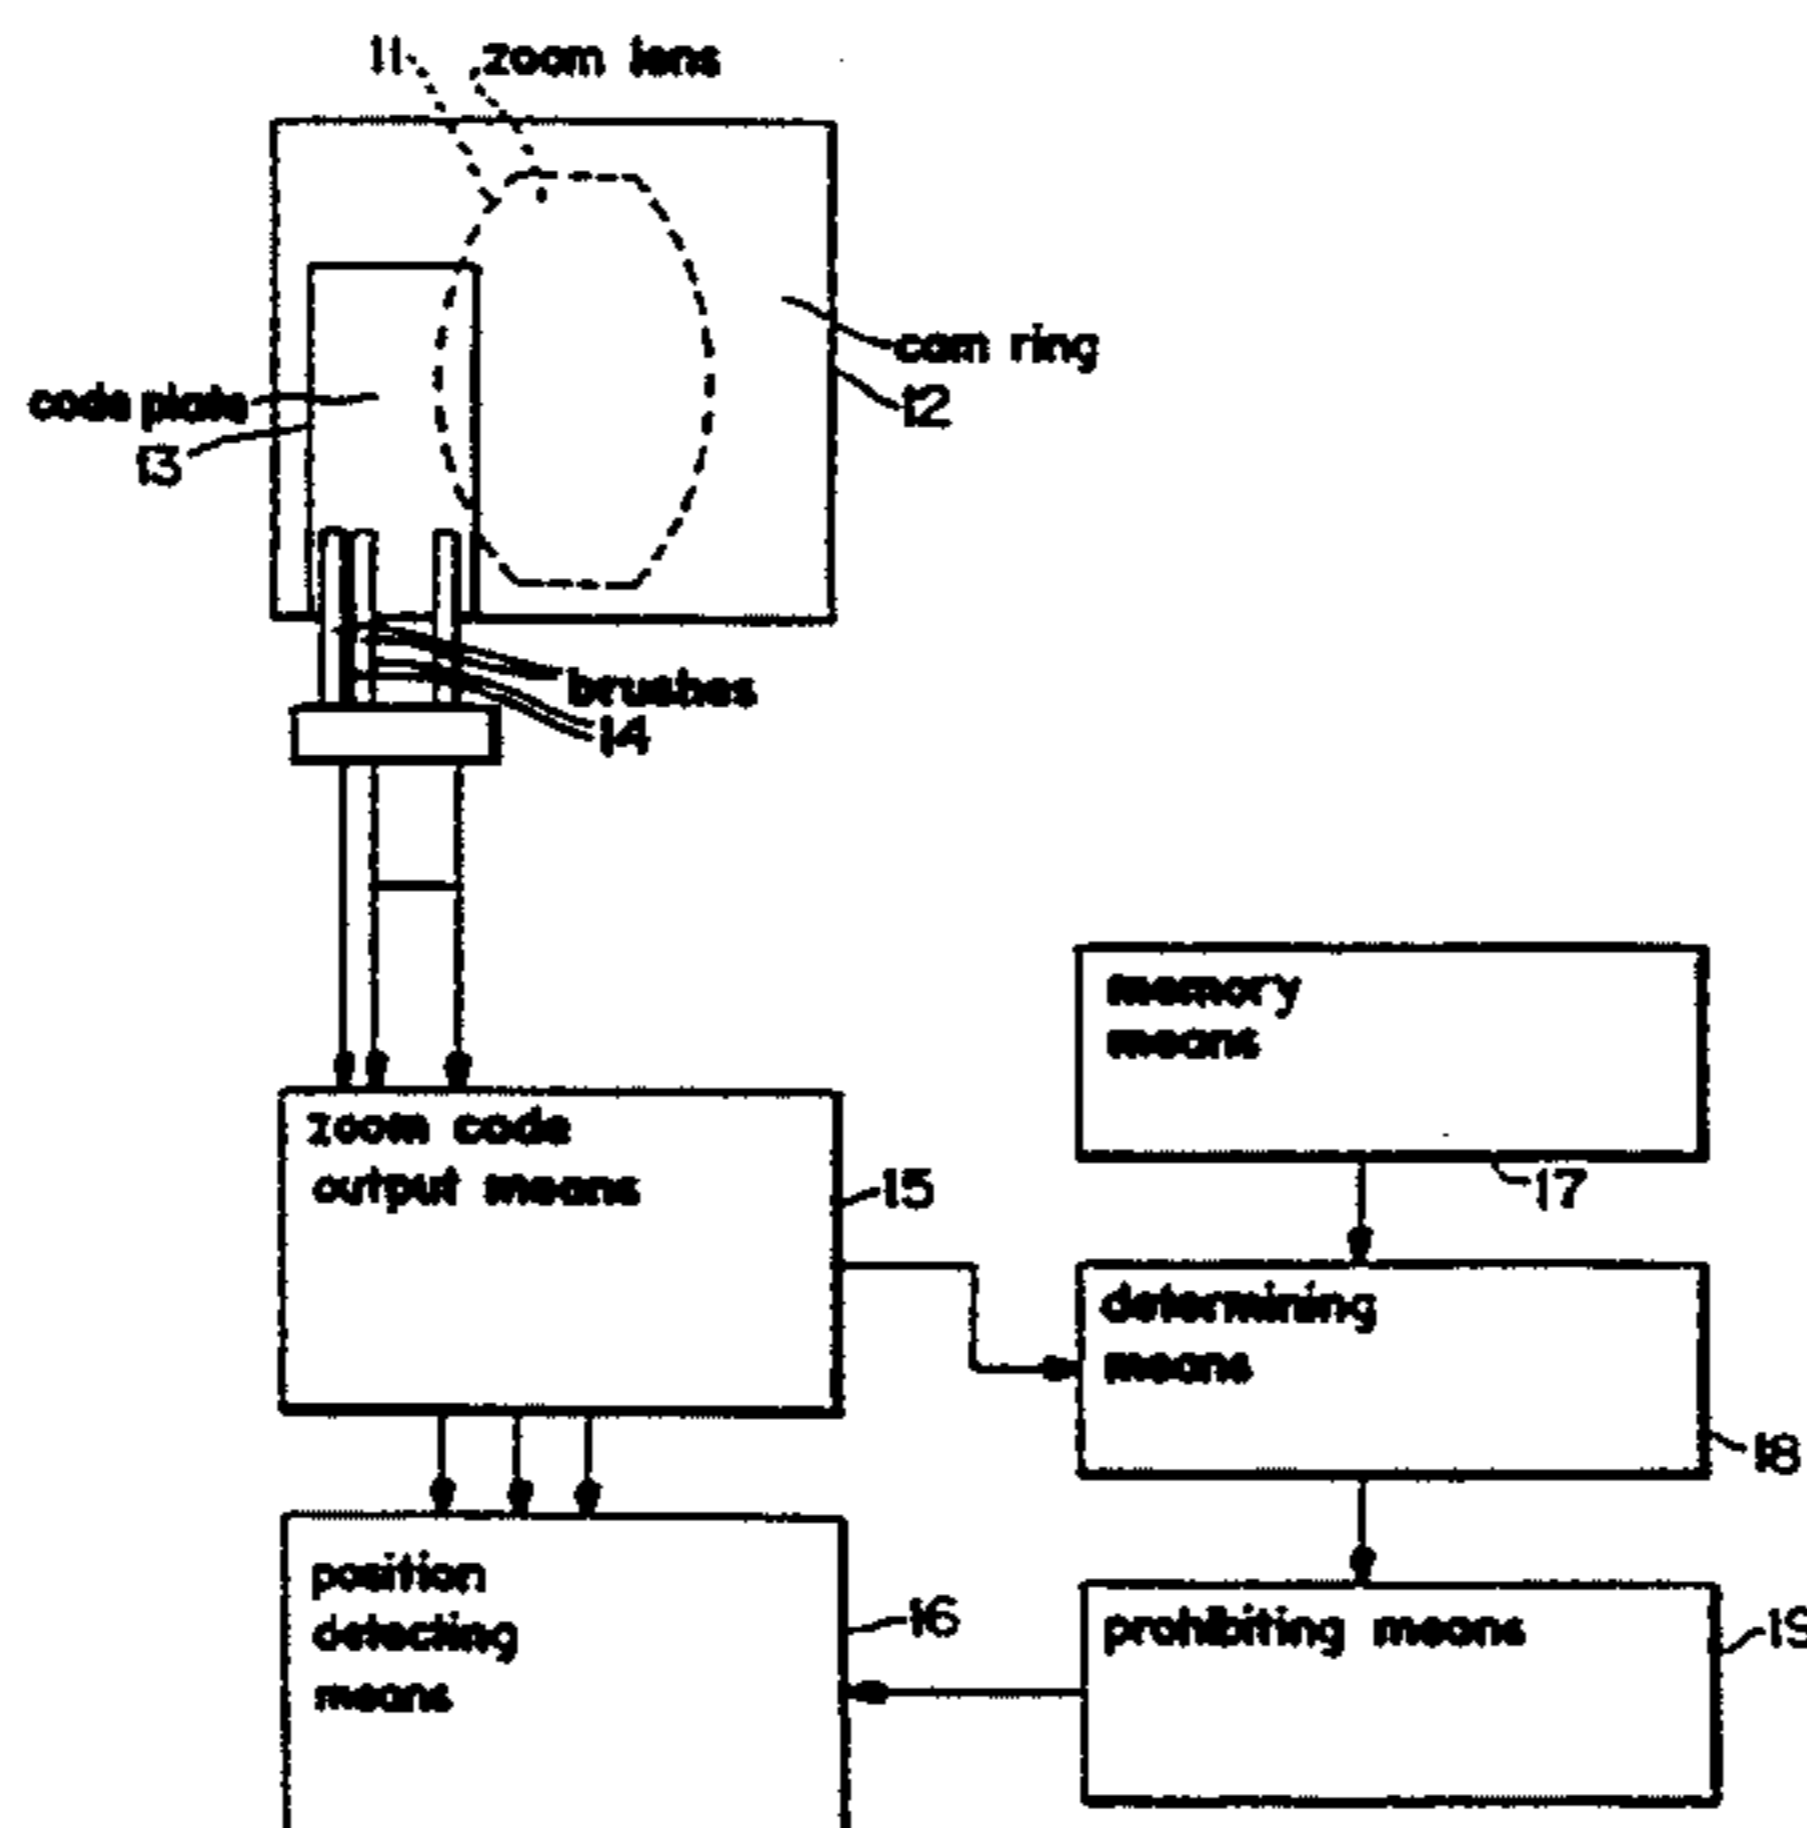 11 zoom lens
cam ring
12
code plate
13
brushes
14
memory
means
17
zoom code
output means
15
determining
means
18
position
detecting
means
16
prohibiting means
19